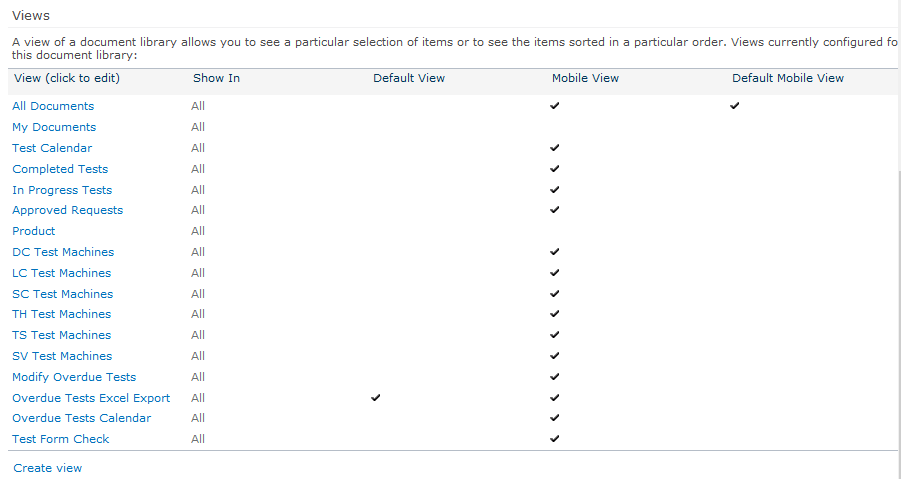 Views
A view of a document library allows you to see a particular selection of items or to see the items sorted in a particular order. Views currently configured fo
this document library:
View (click to edit) Show In Default View Mobile View Default Mobile View
All Documents All ✔ ✔
My Documents All
Test Calendar All ✔
Completed Tests All ✔
In Progress Tests All ✔
Approved Requests All ✔
Product All
DC Test Machines All ✔
LC Test Machines All ✔
SC Test Machines All ✔
TH Test Machines All ✔
TS Test Machines All ✔
SV Test Machines All ✔
Modify Overdue Tests All ✔
Overdue Tests Excel Export All ✔ ✔
Overdue Tests Calendar All ✔
Test Form Check All ✔
Create view